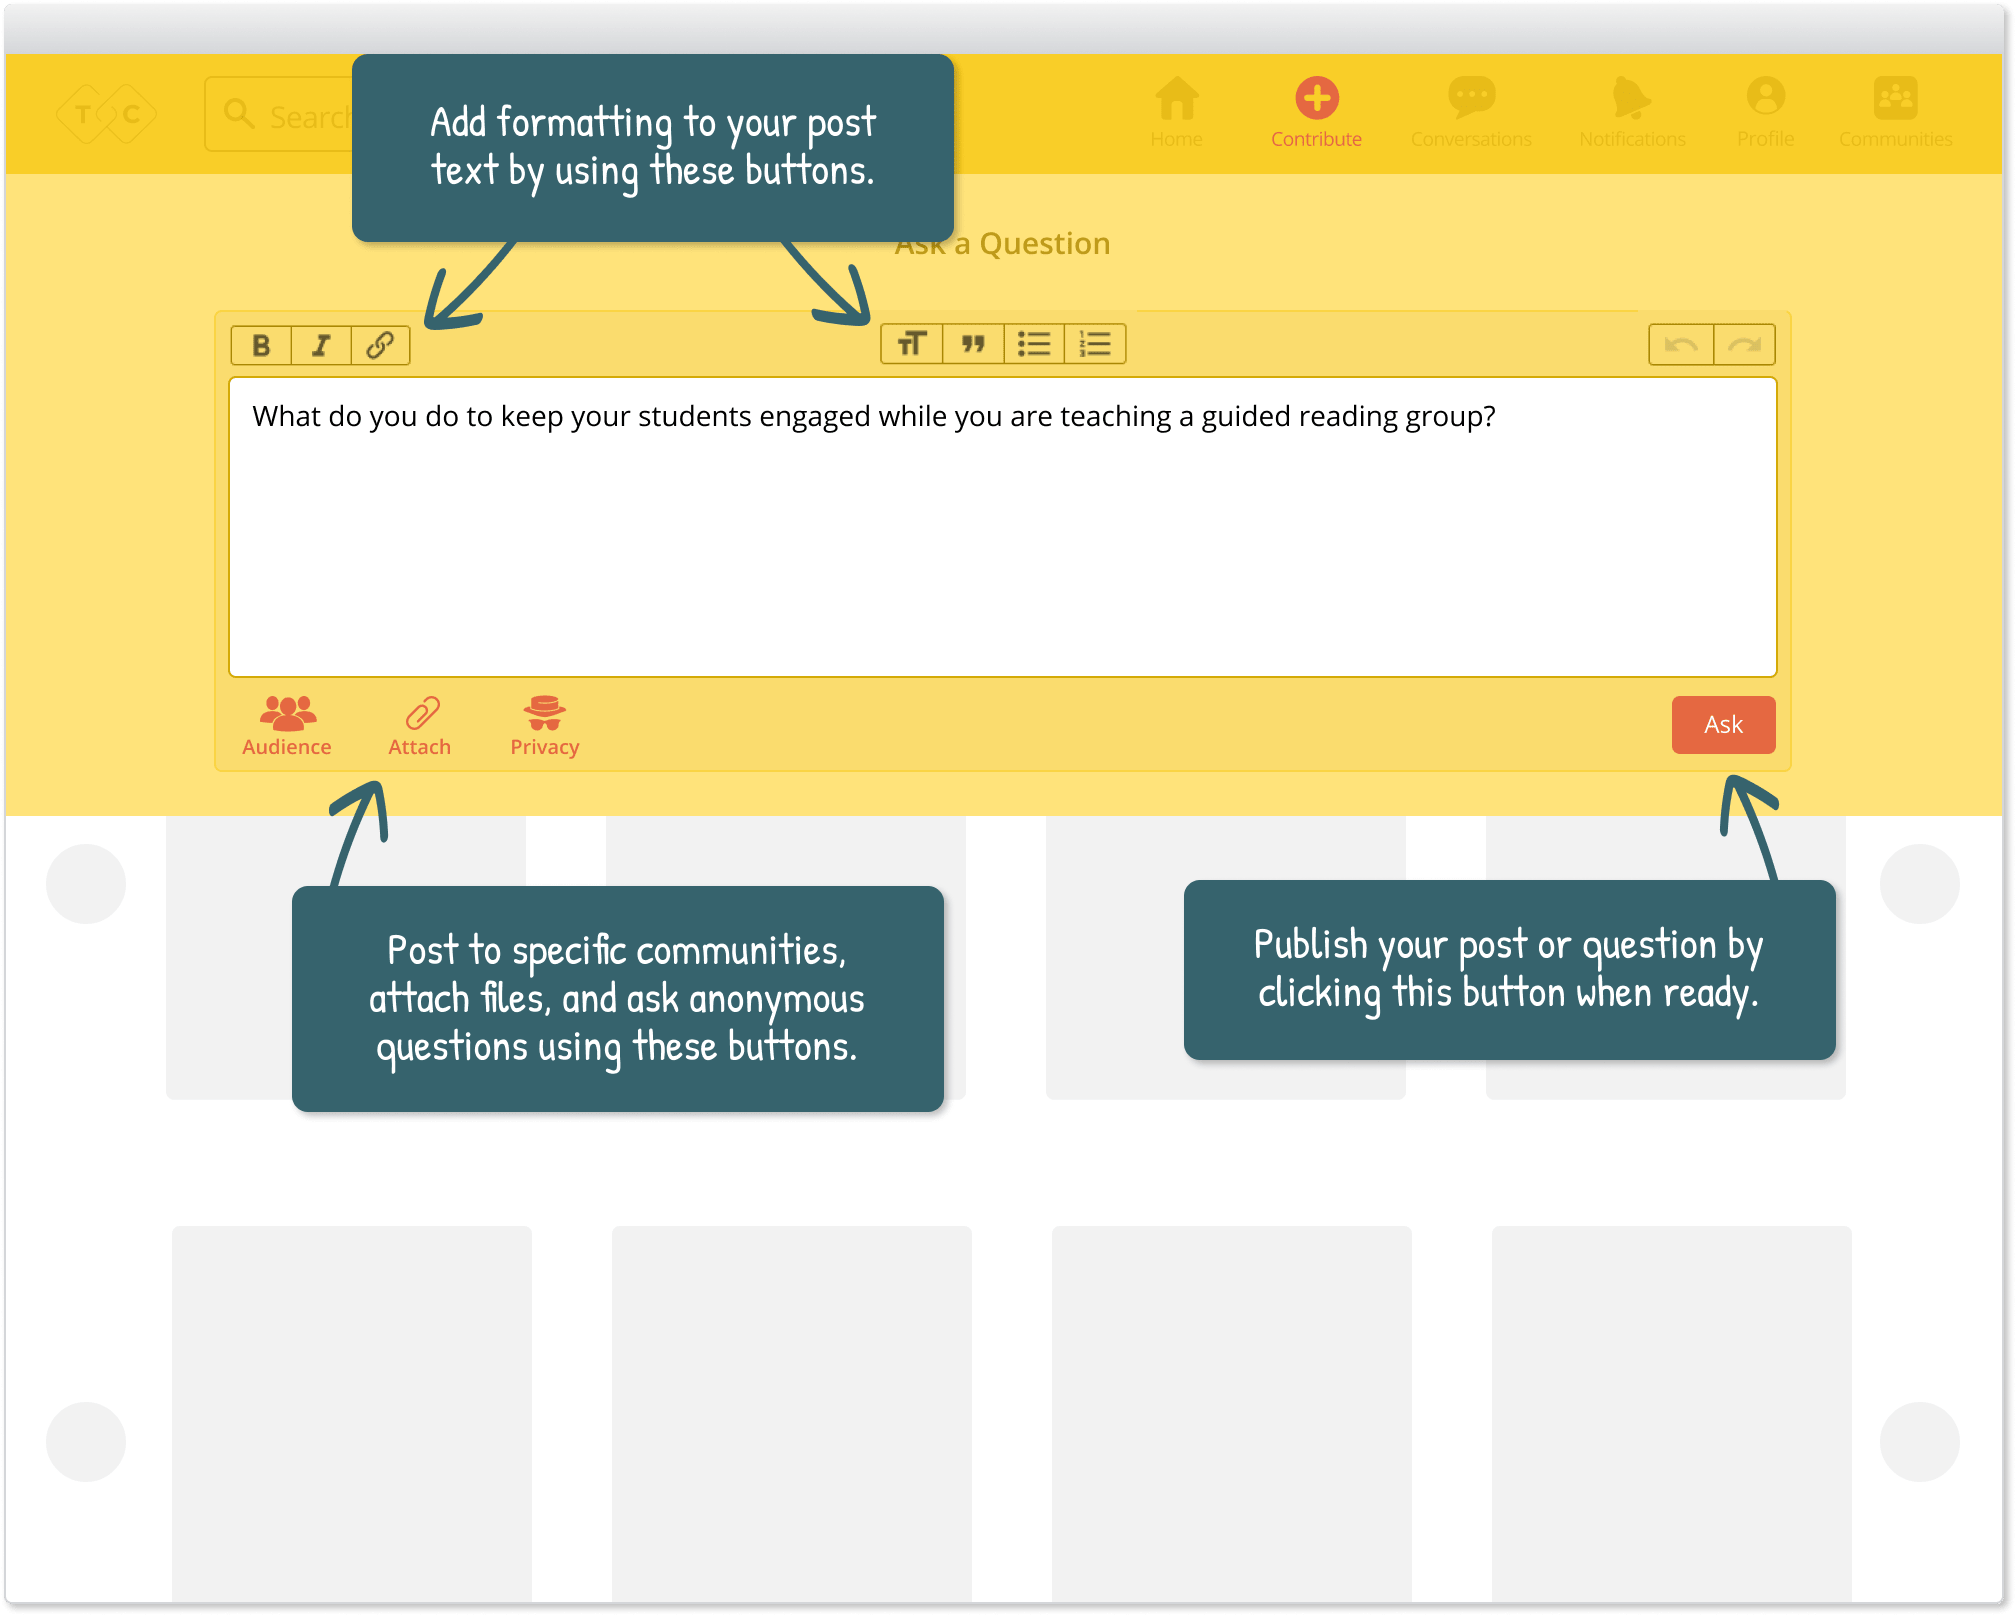 Add formatting to your post
text by using these buttons.
T C
Search
Home
Contribute
Conversations
Notifications
Profile
Communities
Ask a Question
B I
What do you do to keep your students engaged while you are teaching a guided reading group?
Audience
Attach
Privacy
Ask
Post to specific communities,
attach files, and ask anonymous
questions using these buttons.
Publish your post or question by
clicking this button when ready.